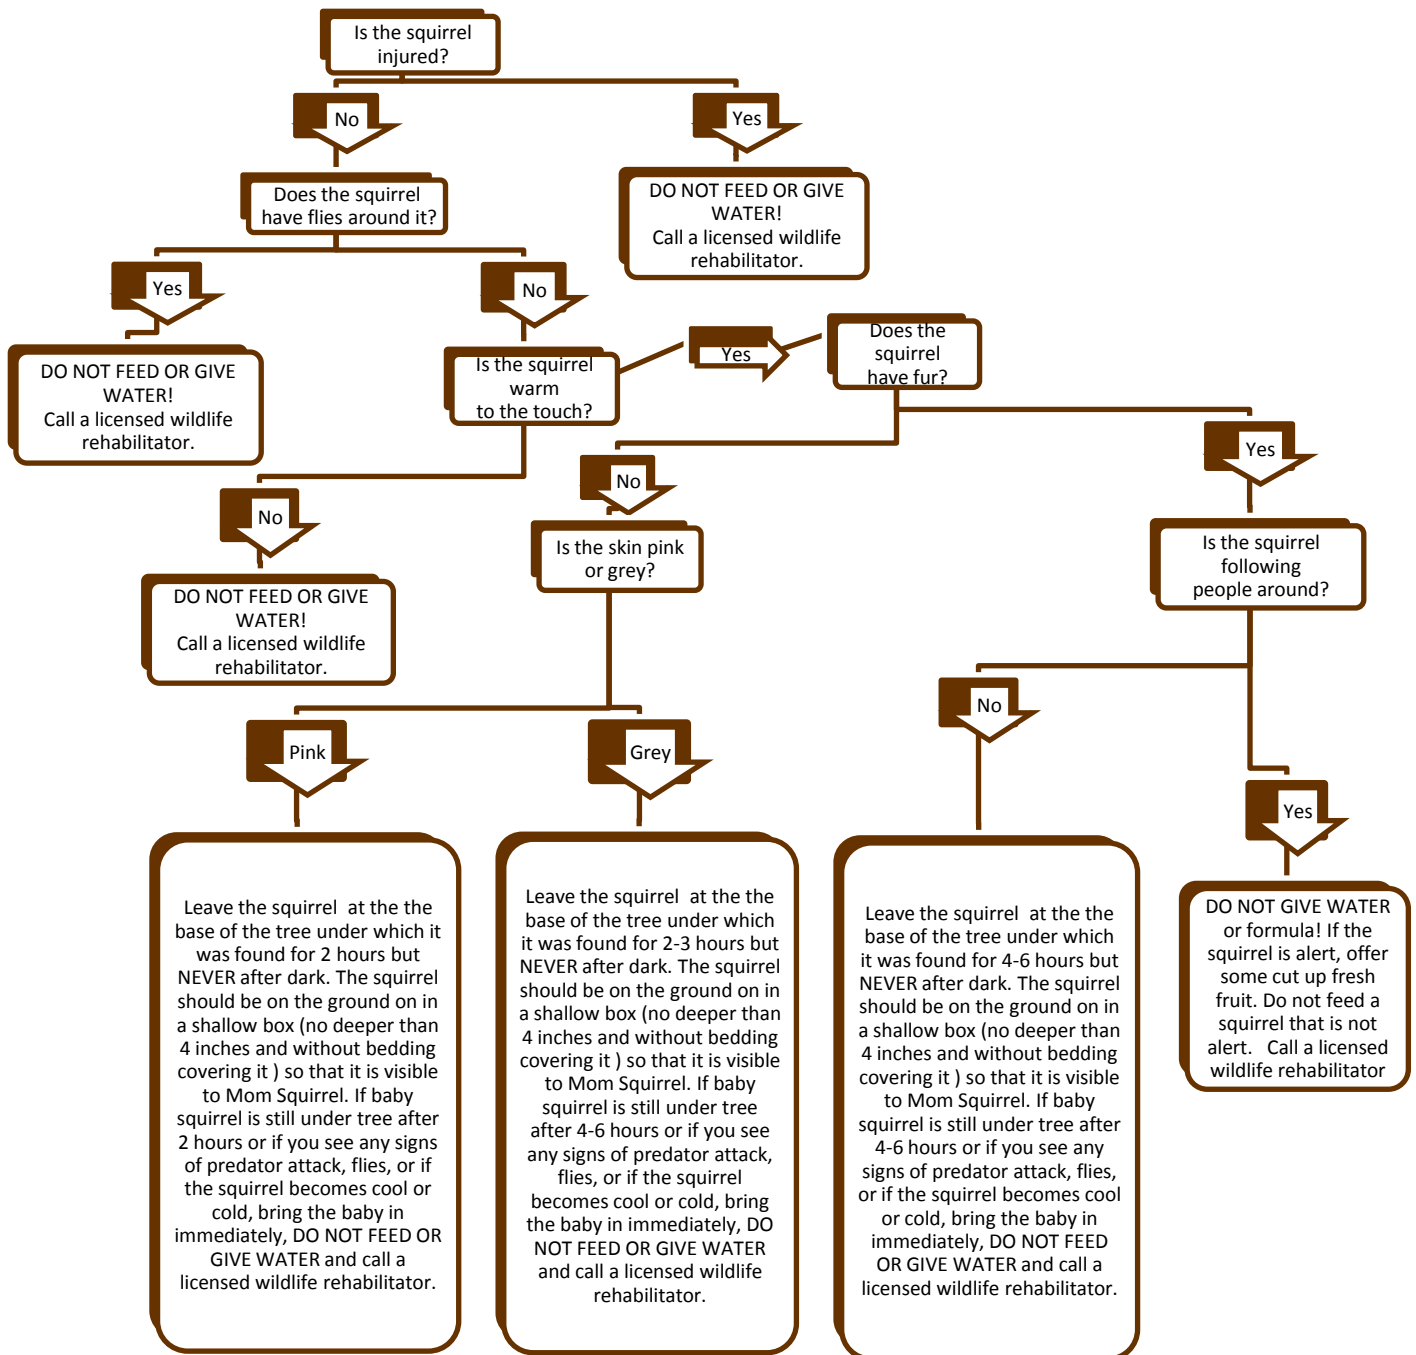 Is the squirrel
injured?
No
Yes
Does the squirrel
have flies around it?
DO NOT FEED OR GIVE
WATER!
Call a licensed wildlife
rehabilitator.
Yes
No
DO NOT FEED OR GIVE
WATER!
Call a licensed wildlife
rehabilitator.
Is the squirrel
warm
to the touch?
Yes
Does the
squirrel
have fur?
No
DO NOT FEED OR GIVE
WATER!
Call a licensed wildlife
rehabilitator.
No
Yes
Is the skin pink
or grey?
Is the squirrel
following
people around?
Pink
Grey
No
Yes
Leave the squirrel  at the the
base of the tree under which it
was found for 2 hours but
NEVER after dark. The squirrel
should be on the ground on in
a shallow box (no deeper than
4 inches and without bedding
covering it ) so that it is visible
to Mom Squirrel. If baby
squirrel is still under tree after
2 hours or if you see any signs
of predator attack, flies, or if
the squirrel becomes cool or
cold, bring the baby in
immediately, DO NOT FEED OR
GIVE WATER and call a
licensed wildlife rehabilitator.
Leave the squirrel  at the the
base of the tree under which
it was found for 2-3 hours but
NEVER after dark. The squirrel
should be on the ground on in
a shallow box (no deeper than
4 inches and without bedding
covering it ) so that it is visible
to Mom Squirrel. If baby
squirrel is still under tree
after 4-6 hours or if you see
any signs of predator attack,
flies, or if the squirrel
becomes cool or cold, bring
the baby in immediately, DO
NOT FEED OR GIVE WATER
and call a licensed wildlife
rehabilitator.
Leave the squirrel  at the the
base of the tree under which
it was found for 4-6 hours but
NEVER after dark. The squirrel
should be on the ground on in
a shallow box (no deeper than
4 inches and without bedding
covering it ) so that it is visible
to Mom Squirrel. If baby
squirrel is still under tree after
4-6 hours or if you see any
signs of predator attack, flies,
or if the squirrel becomes cool
or cold, bring the baby in
immediately, DO NOT FEED
OR GIVE WATER and call a
licensed wildlife rehabilitator.
DO NOT GIVE WATER
or formula! If the
squirrel is alert, offer
some cut up fresh
fruit. Do not feed a
squirrel that is not
alert.   Call a licensed
wildlife rehabilitator